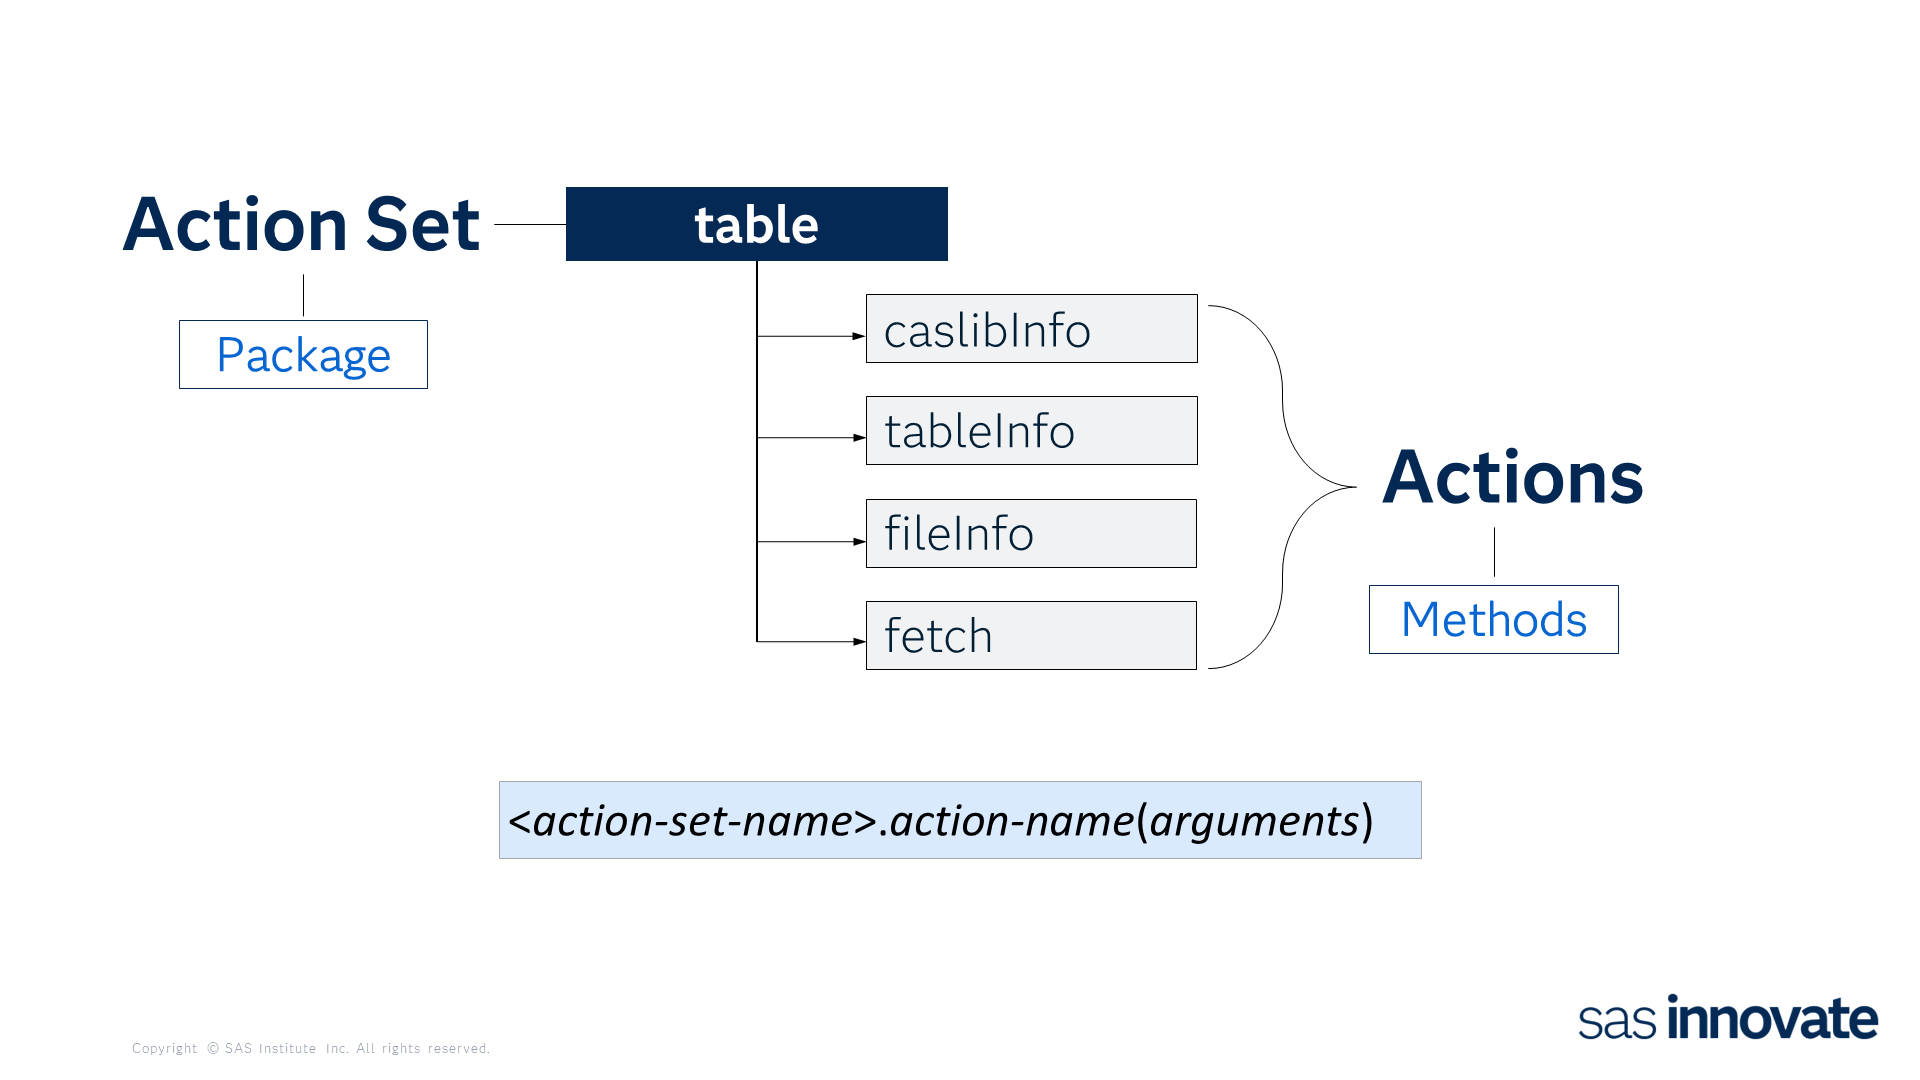 Action Set
table
Package
caslibInfo
tableInfo
fileInfo
fetch
Actions
Methods
<action-set-name>.action-name(arguments)
Copyright © SAS Institute Inc. All rights reserved.
sas innovate